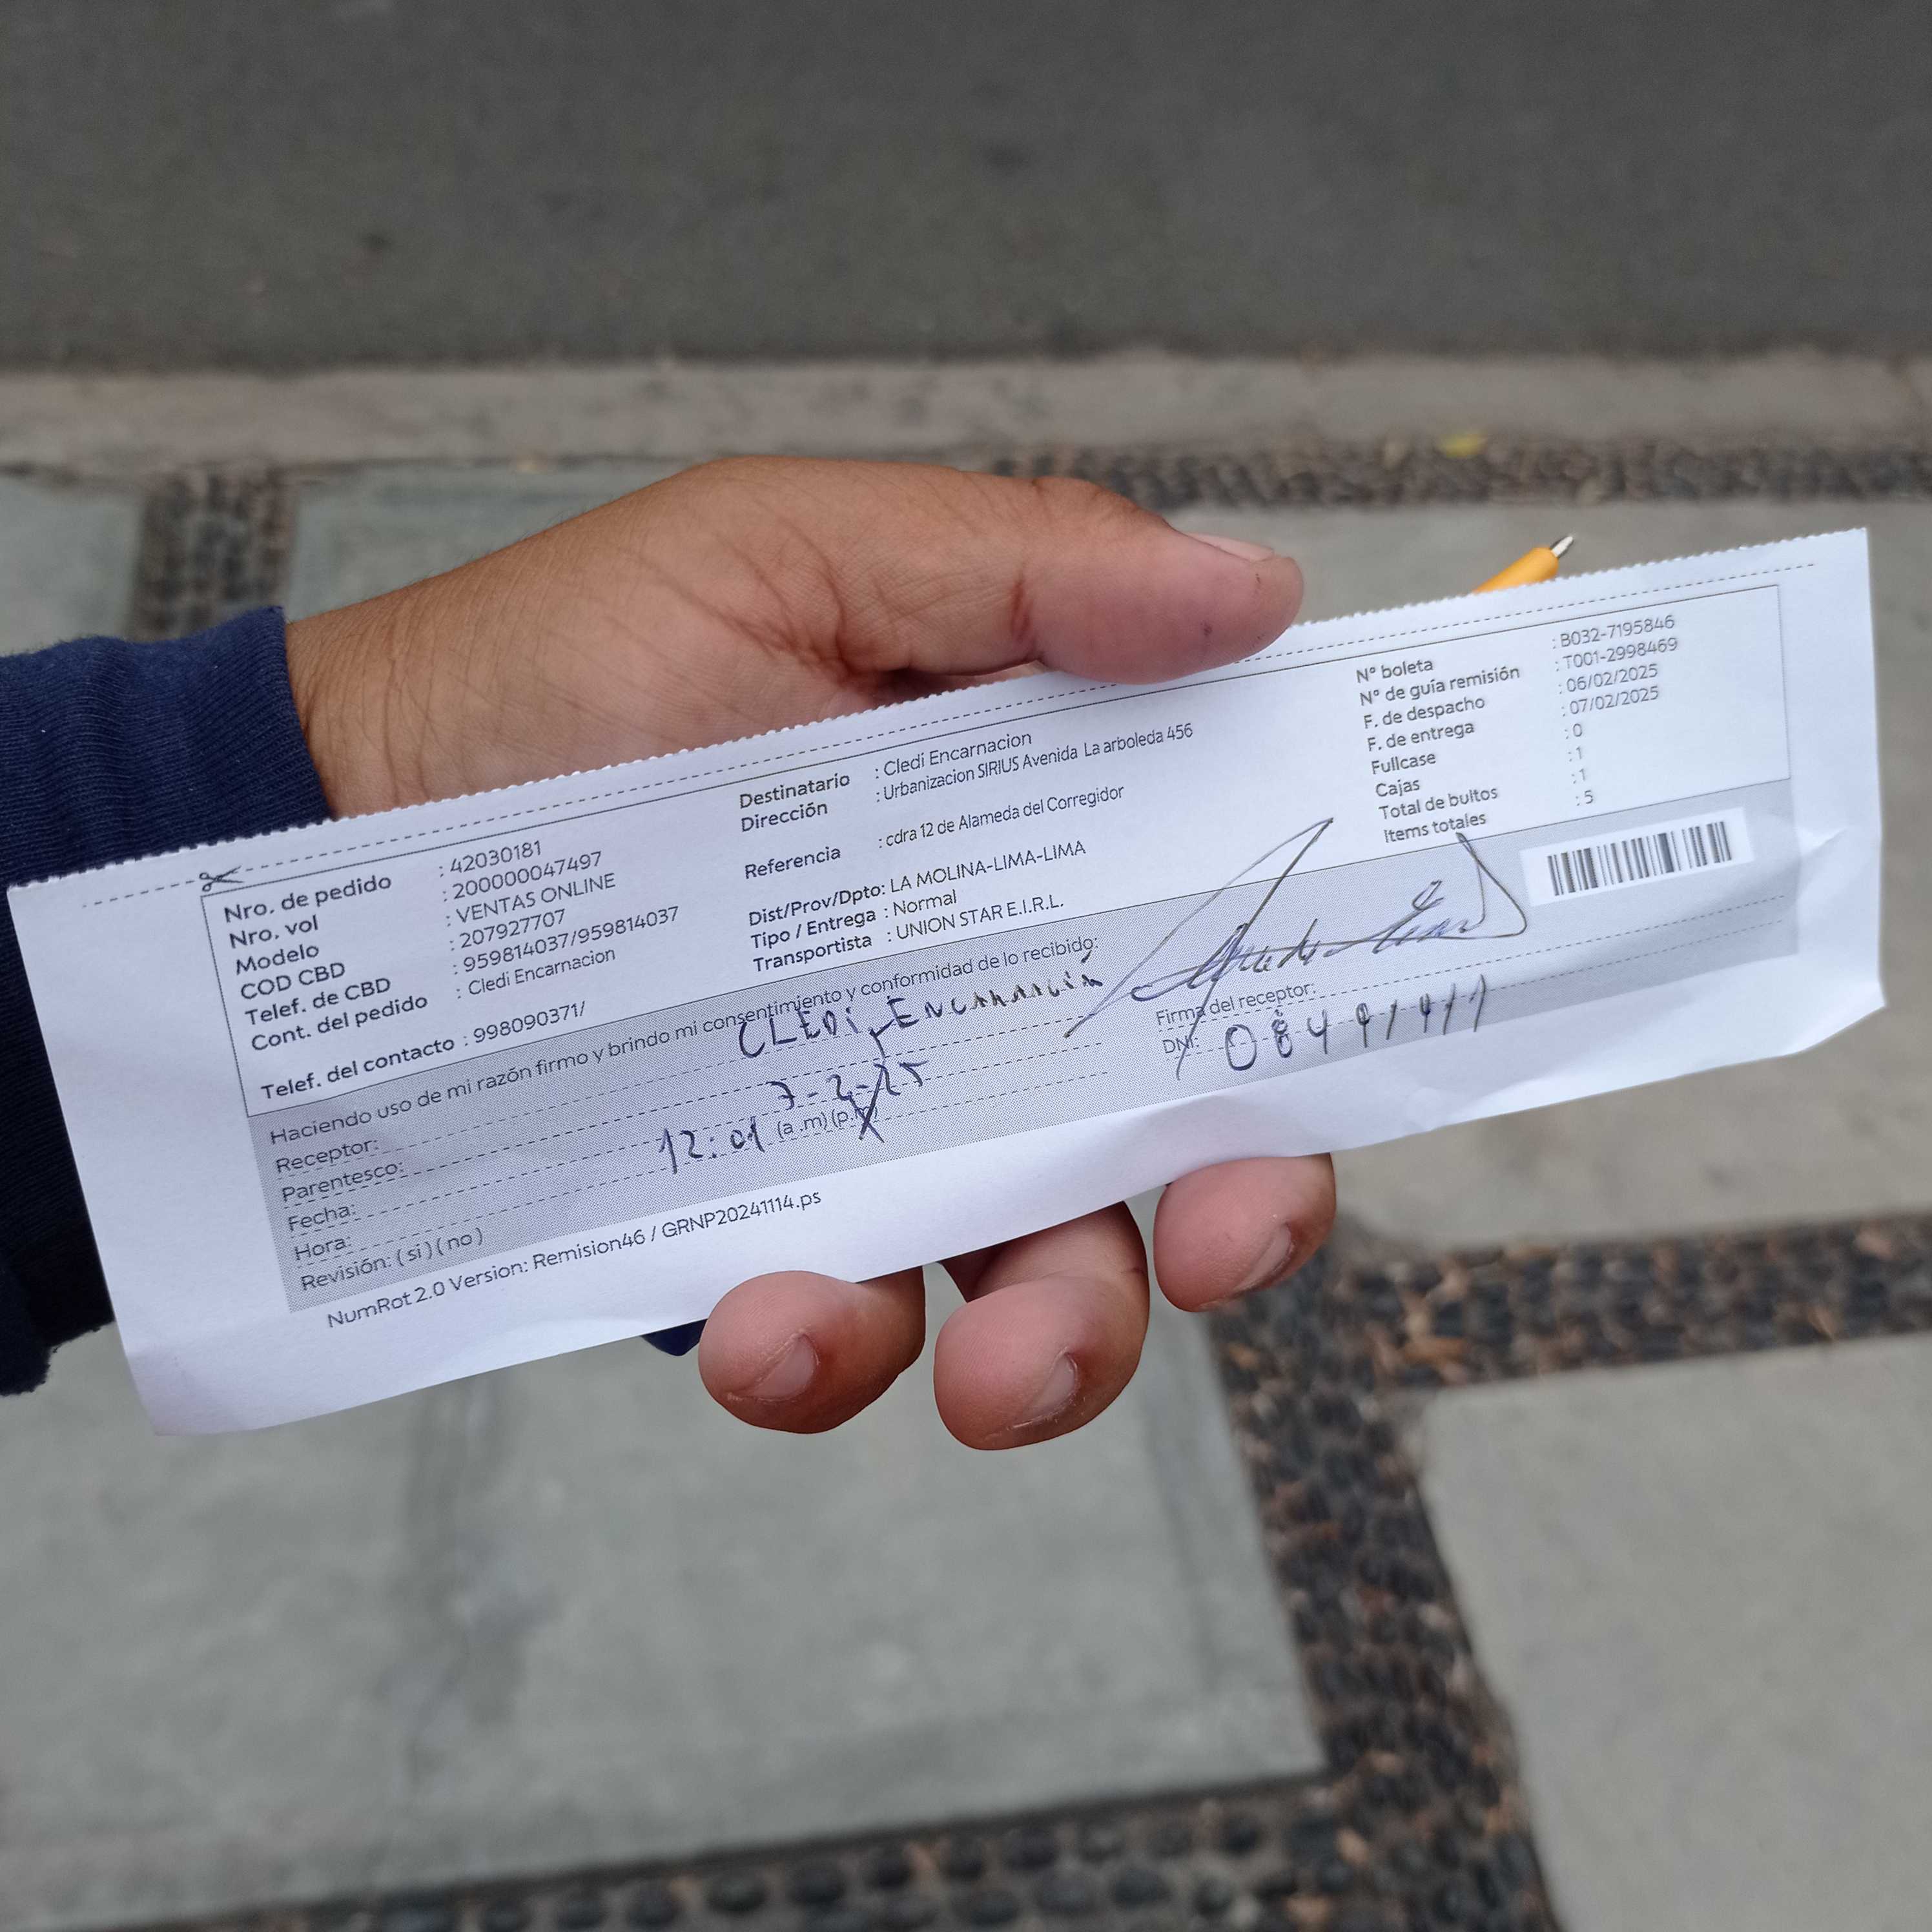 Nro. de pedido : 42030181
Nro. vol : 200000047497
Modelo : VENTAS ONLINE
COD CBD : 207927707
Telef. de CBD : 959814037/959814037
Cont. del pedido : Cledi Encarnacion
Telef. del contacto : 998090371/
Destinatario : Cledi Encarnacion
Dirección : Urbanizacion SIRIUS Avenida La arboleda 456
Referencia : cdra 12 de Alameda del Corregidor
Dist/Prov/Dpto: LA MOLINA-LIMA-LIMA
Tipo / Entrega : Normal
Transportista : UNION STAR E.I.R.L.
N° boleta : B032-7195846
N° de guía remisión : T001-2998469
F. de despacho : 06/02/2025
F. de entrega : 07/02/2025
Fullcase : 0
Cajas : 1
Total de bultos : 1
Items totales : 5
Haciendo uso de mi razón firmo y brindo mi consentimiento y conformidad de lo recibido:
Receptor: CLEDI ENCARNACIÓN
Parentesco:
Fecha: 7-2-25
Hora: 12:01 (a .m) (p.m)
Revisión: ( si ) ( no )
Firma del receptor:
DNI:
NumRot 2.0 Version: Remision46 / GRNP20241114.ps